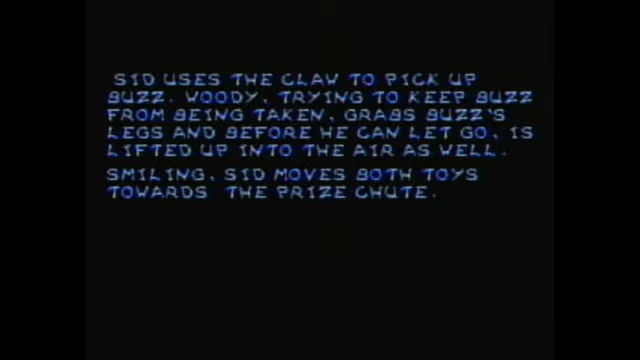 SID USES THE CLAW TO PICK UP
BUZZ. WOODY, TRYING TO KEEP BUZZ
FROM BEING TAKEN, GRABS BUZZ'S
LEGS AND BEFORE HE CAN LET GO, IS
LIFTED UP INTO THE AIR AS WELL.
SMILING, SID MOVES BOTH TOYS
TOWARDS THE PRIZE CHUTE.